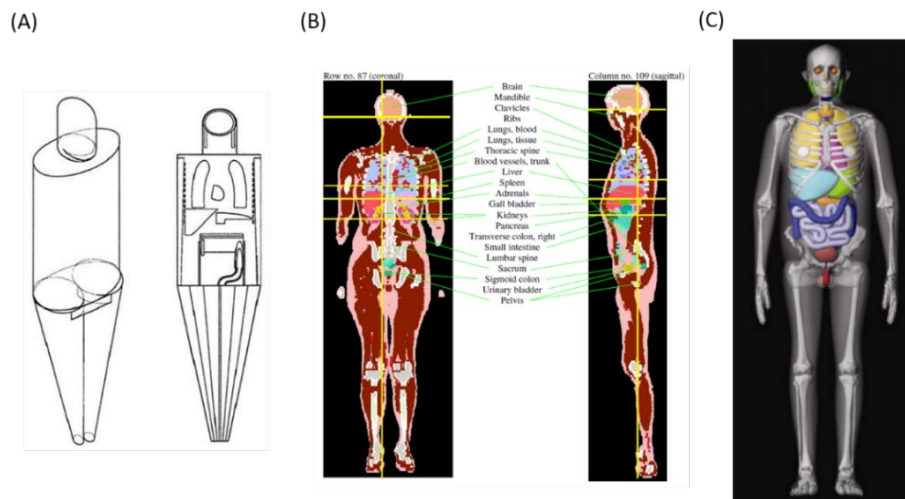 (A)
(B)
(C)
Row no. 87 (coronal)
Column no. 109 (sagittal)
Brain
Mandible
Clavicles
Ribs
Lungs, blood
Lungs, tissue
Thoracic spine
Blood vessels, trunk
Liver
Spleen
Adrenals
Gall bladder
Kidneys
Pancreas
Transverse colon, right
Small intestine
Lumbar spine
Sacrum
Sigmoid colon
Urinary bladder
Pelvis